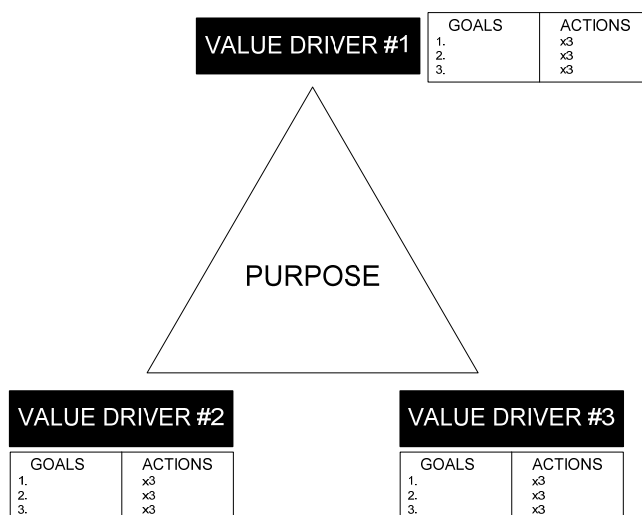 VALUE DRIVER #1
GOALS ACTIONS
1. x3
2. x3
3. x3
PURPOSE
VALUE DRIVER #2
GOALS ACTIONS
1. x3
2. x3
3. x3
VALUE DRIVER #3
GOALS ACTIONS
1. x3
2. x3
3. x3